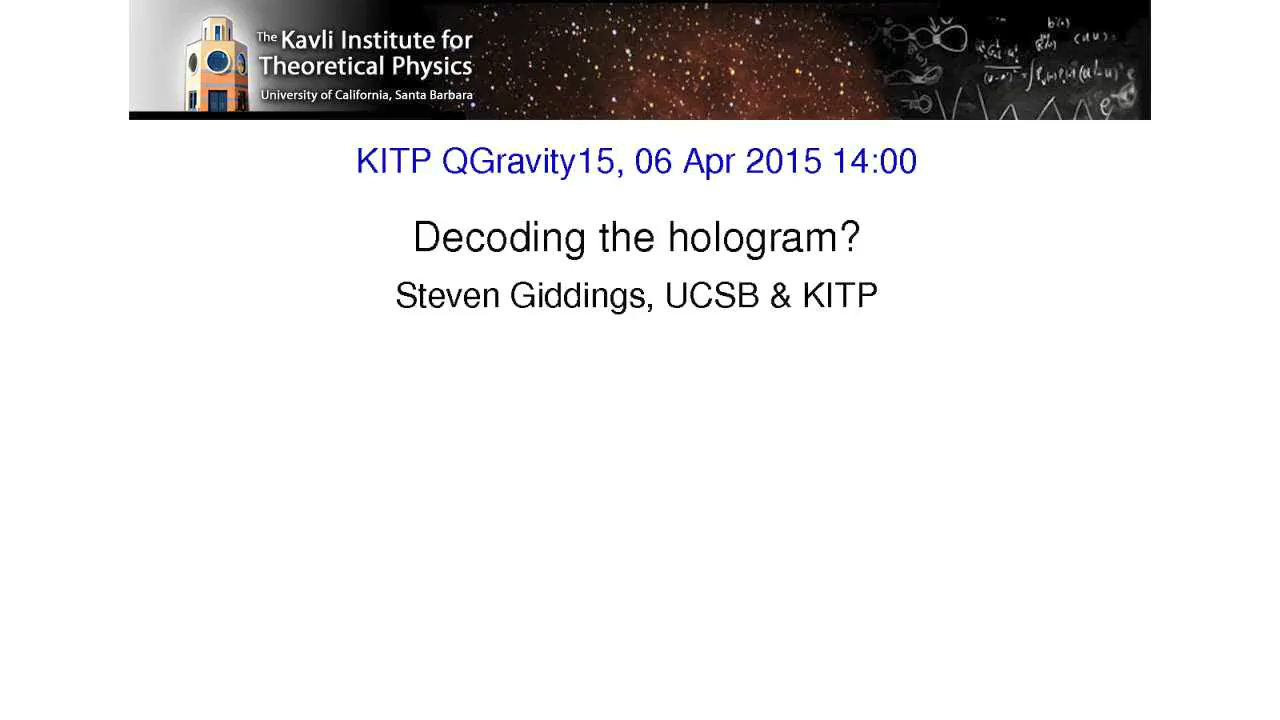 The Kavli Institute for
Theoretical Physics
University of California, Santa Barbara
KITP QGravity15, 06 Apr 2015 14:00
Decoding the hologram?
Steven Giddings, UCSB & KITP